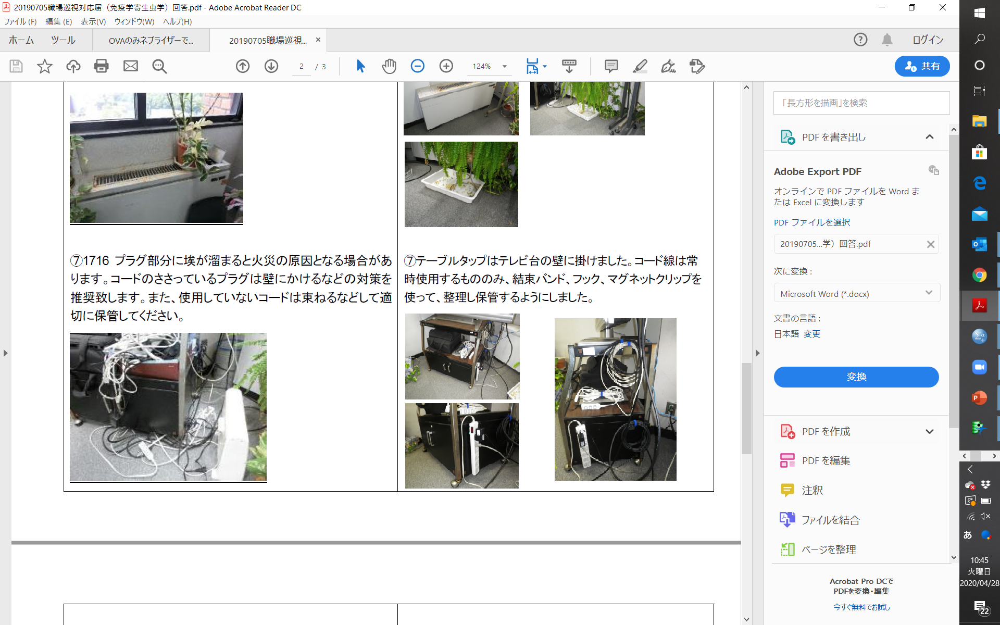 20190705職場巡視対応届（免疫学寄生虫学）回答.pdf - Adobe Acrobat Reader DC
ファイル (F) 編集 (E) 表示(V) ウィンドウ(W) ヘルプ(H)
ホーム ツール OVAのみネブライザーで... 20190705職場巡視... × ログイン
2 / 3 124% 共有
⑦1716 プラグ部分に埃が溜まると火災の原因となる場合があ
ります。コードのささっているプラグは壁にかけるなどの対策を
推奨致します。また、使用していないコードは束ねるなどして適
切に保管してください。
⑦テーブルタップはテレビ台の壁に掛けました。コード線は常
時使用するもののみ、結束バンド、フック、マグネットクリップを
使って、整理し保管するようにしました。
「長方形を描画」を検索
PDF を書き出し
Adobe Export PDF
オンラインで PDF ファイルを Word ま
たは Excel に変換します
PDF ファイルを選択
20190705...学）回答.pdf
次に変換 :
Microsoft Word (*.docx)
文書の言語 :
日本語 変更
変換
PDF を作成
PDF を編集
注釈
ファイルを結合
ページを整理
Acrobat Pro DCで
PDFを変換・編集
今すぐ無料でお試し
あ
10:45
火曜日
2020/04/28
22